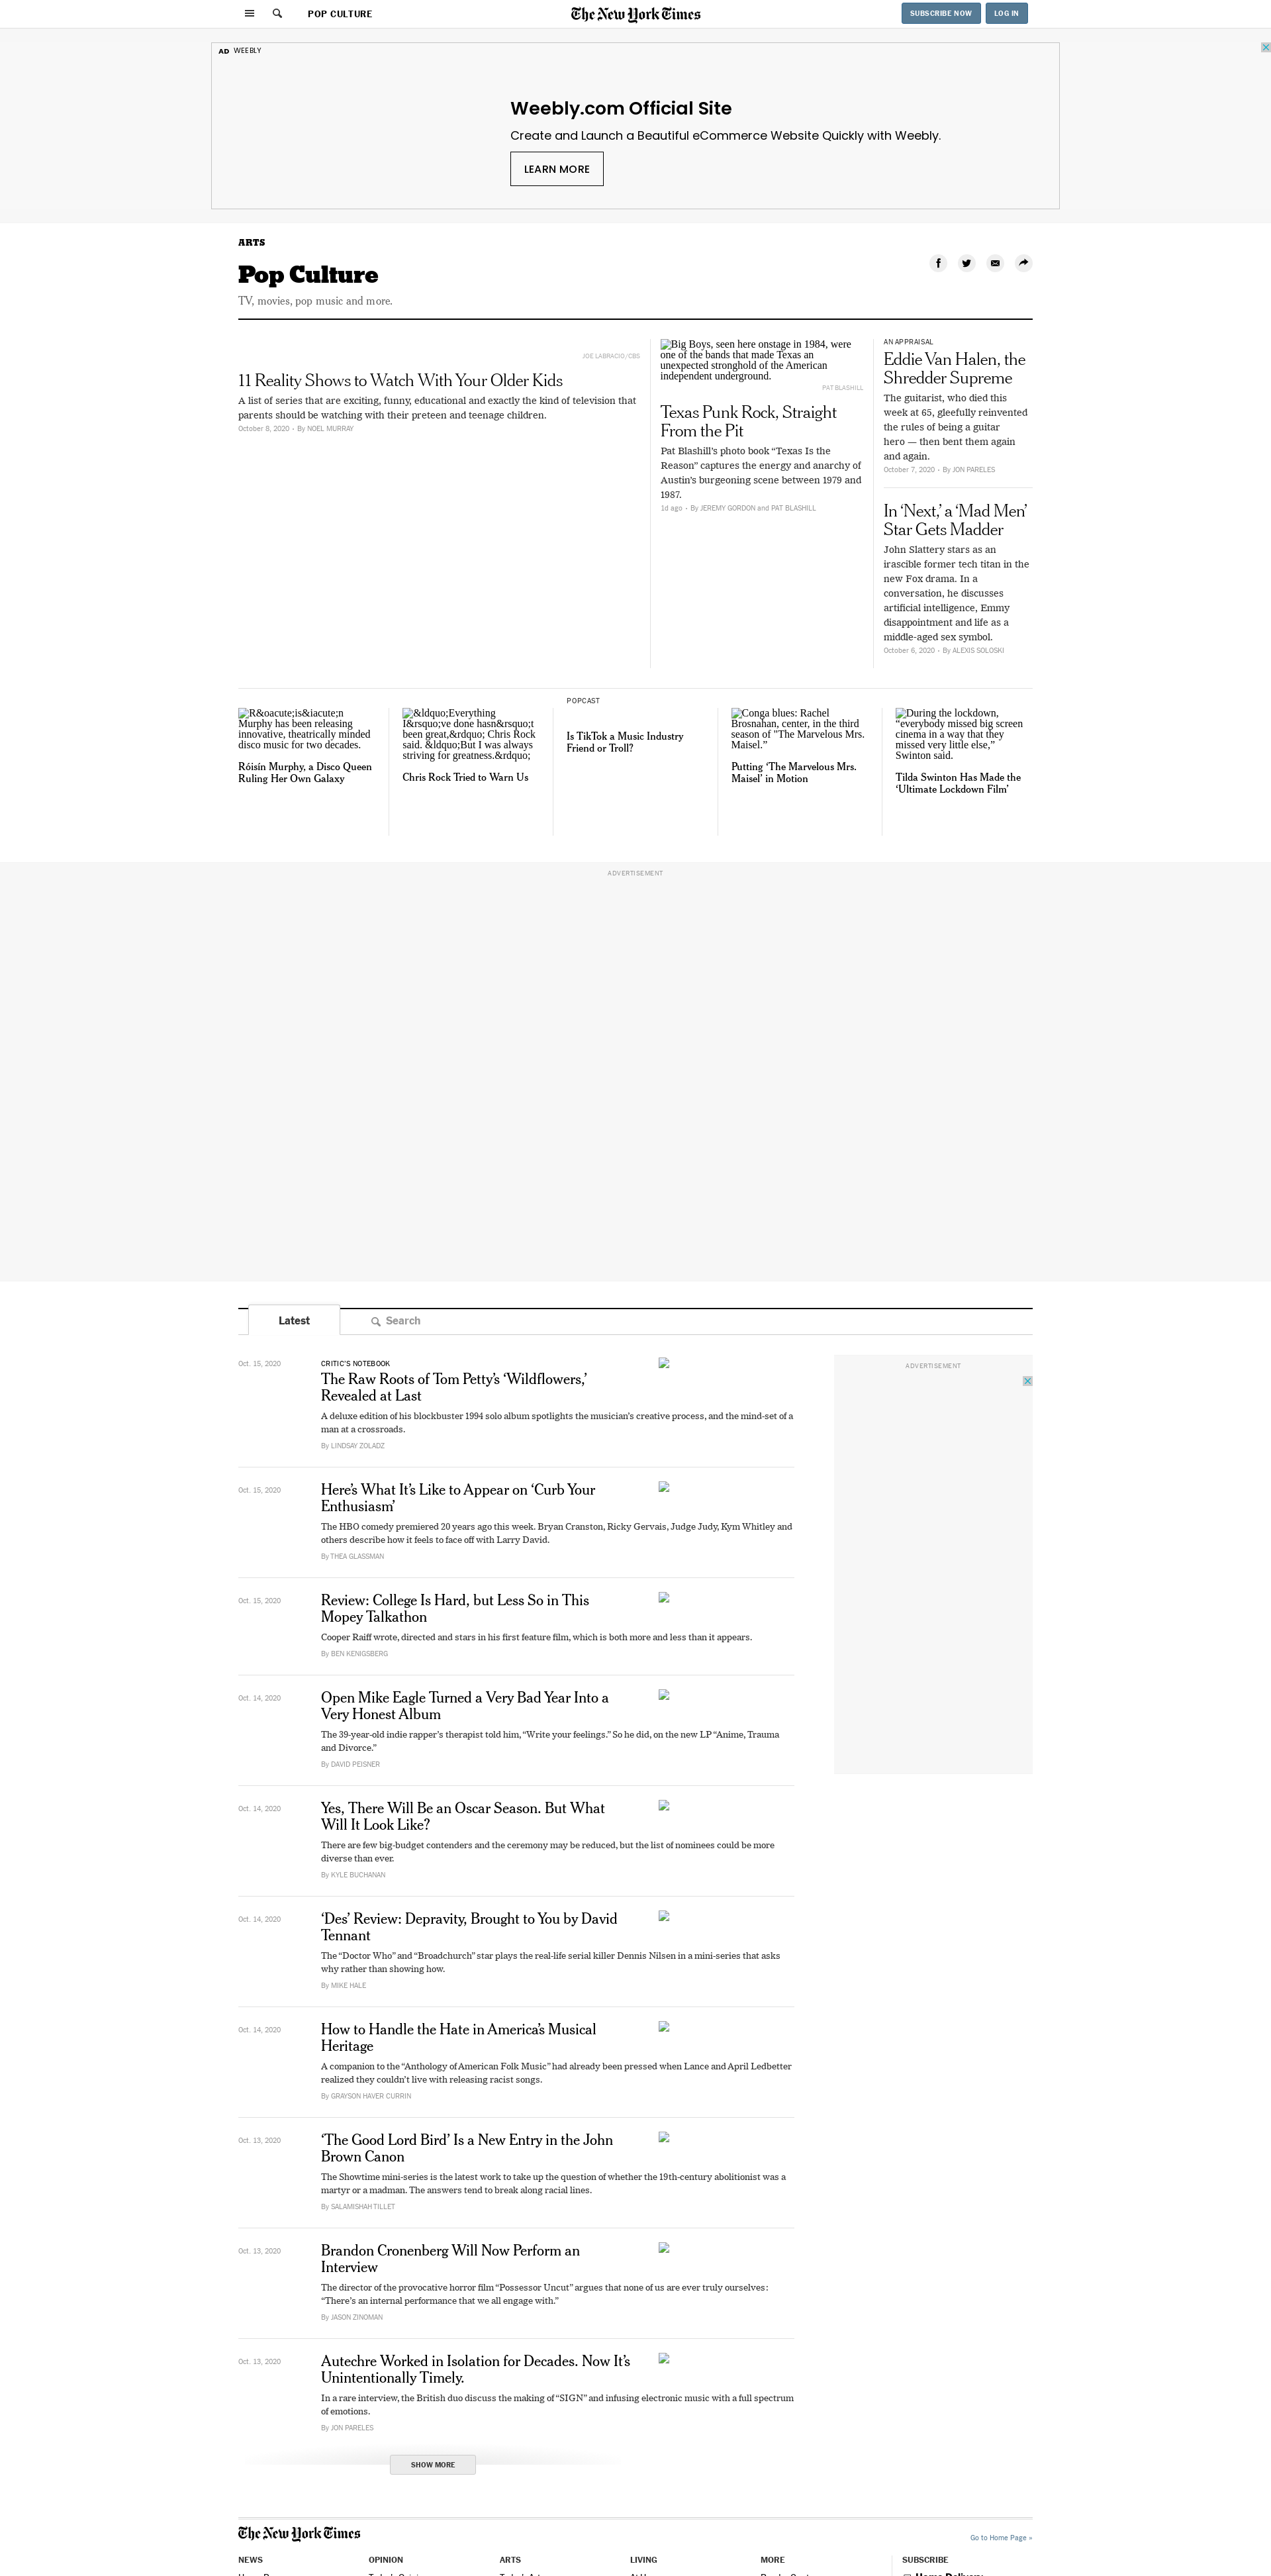 POP CULTURE
The New York Times
SUBSCRIBE NOW
LOG IN
AD WEEBLY
Weebly.com Official Site
Create and Launch a Beautiful eCommerce Website Quickly with Weebly.
LEARN MORE
ARTS
Pop Culture
TV, movies, pop music and more.
JOE LABRACIO/CBS
11 Reality Shows to Watch With Your Older Kids
A list of series that are exciting, funny, educational and exactly the kind of television that
parents should be watching with their preteen and teenage children.
October 8, 2020 • By NOEL MURRAY
Big Boys, seen here onstage in 1984, were
one of the bands that made Texas an
unexpected stronghold of the American
independent underground.
PAT BLASHILL
Texas Punk Rock, Straight
From the Pit
Pat Blashill’s photo book “Texas Is the
Reason” captures the energy and anarchy of
Austin’s burgeoning scene between 1979 and
1987.
1d ago • By JEREMY GORDON and PAT BLASHILL
AN APPRAISAL
Eddie Van Halen, the
Shredder Supreme
The guitarist, who died this
week at 65, gleefully reinvented
the rules of being a guitar
hero — then bent them again
and again.
October 7, 2020 • By JON PARELES
In ‘Next,’ a ‘Mad Men’
Star Gets Madder
John Slattery stars as an
irascible former tech titan in the
new Fox drama. In a
conversation, he discusses
artificial intelligence, Emmy
disappointment and life as a
middle-aged sex symbol.
October 6, 2020 • By ALEXIS SOLOSKI
R&oacute;is&iacute;n
Murphy has been releasing
innovative, theatrically minded
disco music for two decades.
Róisín Murphy, a Disco Queen
Ruling Her Own Galaxy
&ldquo;Everything
I&rsquo;ve done hasn&rsquo;t
been great,&rdquo; Chris Rock
said. &ldquo;But I was always
striving for greatness.&rdquo;
Chris Rock Tried to Warn Us
POPCAST
Is TikTok a Music Industry
Friend or Troll?
Conga blues: Rachel
Brosnahan, center, in the third
season of "The Marvelous Mrs.
Maisel.”
Putting ‘The Marvelous Mrs.
Maisel’ in Motion
During the lockdown,
“everybody missed big screen
cinema in a way that they
missed very little else,”
Swinton said.
Tilda Swinton Has Made the
‘Ultimate Lockdown Film’
ADVERTISEMENT
Latest
Search
ADVERTISEMENT
Oct. 15, 2020
CRITIC’S NOTEBOOK
The Raw Roots of Tom Petty’s ‘Wildflowers,’
Revealed at Last
A deluxe edition of his blockbuster 1994 solo album spotlights the musician’s creative process, and the mind-set of a
man at a crossroads.
By LINDSAY ZOLADZ
Oct. 15, 2020
Here’s What It’s Like to Appear on ‘Curb Your
Enthusiasm’
The HBO comedy premiered 20 years ago this week. Bryan Cranston, Ricky Gervais, Judge Judy, Kym Whitley and
others describe how it feels to face off with Larry David.
By THEA GLASSMAN
Oct. 15, 2020
Review: College Is Hard, but Less So in This
Mopey Talkathon
Cooper Raiff wrote, directed and stars in his first feature film, which is both more and less than it appears.
By BEN KENIGSBERG
Oct. 14, 2020
Open Mike Eagle Turned a Very Bad Year Into a
Very Honest Album
The 39-year-old indie rapper’s therapist told him, “Write your feelings.” So he did, on the new LP “Anime, Trauma
and Divorce.”
By DAVID PEISNER
Oct. 14, 2020
Yes, There Will Be an Oscar Season. But What
Will It Look Like?
There are few big-budget contenders and the ceremony may be reduced, but the list of nominees could be more
diverse than ever.
By KYLE BUCHANAN
Oct. 14, 2020
‘Des’ Review: Depravity, Brought to You by David
Tennant
The “Doctor Who” and “Broadchurch” star plays the real-life serial killer Dennis Nilsen in a mini-series that asks
why rather than showing how.
By MIKE HALE
Oct. 14, 2020
How to Handle the Hate in America’s Musical
Heritage
A companion to the “Anthology of American Folk Music” had already been pressed when Lance and April Ledbetter
realized they couldn’t live with releasing racist songs.
By GRAYSON HAVER CURRIN
Oct. 13, 2020
‘The Good Lord Bird’ Is a New Entry in the John
Brown Canon
The Showtime mini-series is the latest work to take up the question of whether the 19th-century abolitionist was a
martyr or a madman. The answers tend to break along racial lines.
By SALAMISHAH TILLET
Oct. 13, 2020
Brandon Cronenberg Will Now Perform an
Interview
The director of the provocative horror film “Possessor Uncut” argues that none of us are ever truly ourselves:
“There’s an internal performance that we all engage with.”
By JASON ZINOMAN
Oct. 13, 2020
Autechre Worked in Isolation for Decades. Now It’s
Unintentionally Timely.
In a rare interview, the British duo discuss the making of “SIGN” and infusing electronic music with a full spectrum
of emotions.
By JON PARELES
SHOW MORE
The New York Times
Go to Home Page »
NEWS
OPINION
ARTS
LIVING
MORE
SUBSCRIBE